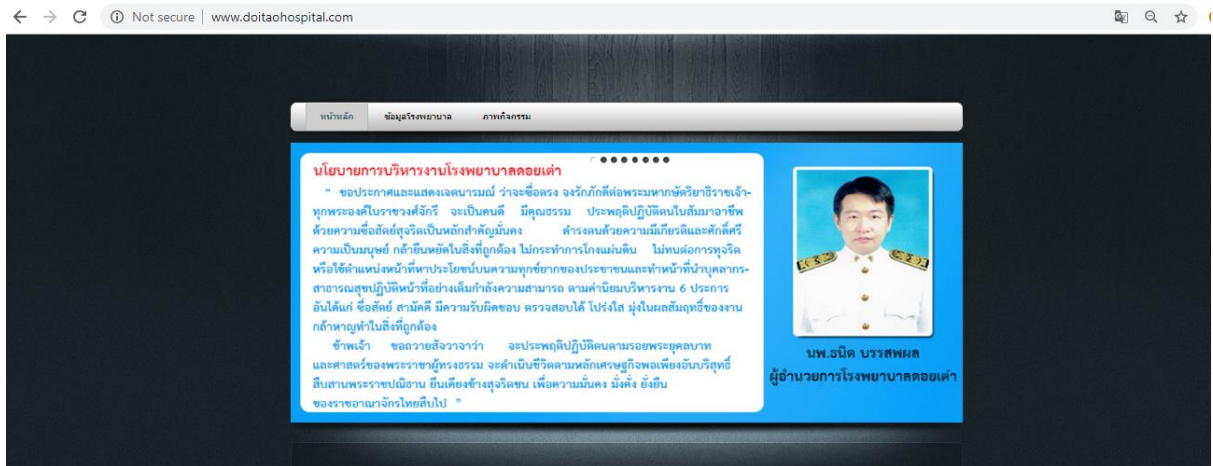 Not secure | www.doitaohospital.com
หน้าหลัก ข้อมูลโรงพยาบาล ภาพกิจกรรม
นโยบายการบริหารงานโรงพยาบาลดอยเต่า
“ ขอประกาศและแสดงเจตนารมณ์ ว่าจะซื่อตรง จงรักภักดีต่อพระมหากษัตริยาธิราชเจ้า-
ทุกพระองค์ในราชวงศ์จักรี จะเป็นคนดี มีคุณธรรม ประพฤติปฏิบัติตนในสัมมาอาชีพ
ด้วยความซื่อสัตย์สุจริตเป็นหลักสำคัญมั่นคง ดำรงตนด้วยความมีเกียรติและศักดิ์ศรี
ความเป็นมนุษย์ กล้ายืนหยัดในสิ่งที่ถูกต้อง ไม่กระทำการโกงแผ่นดิน ไม่ทนต่อการทุจริต
หรือใช้ตำแหน่งหน้าที่หาประโยชน์บนความทุกข์ยากของประชาชนและทำหน้าที่นำบุคลากร-
สาธารณสุขปฏิบัติหน้าที่อย่างเต็มกำลังความสามารถ ตามค่านิยมบริหารงาน 6 ประการ
อันได้แก่ ซื่อสัตย์ สามัคคี มีความรับผิดชอบ ตรวจสอบได้ โปร่งใส มุ่งในผลสัมฤทธิ์ของงาน
กล้าหาญทำในสิ่งที่ถูกต้อง
ข้าพเจ้า ขอถวายสัจวาจาว่า จะประพฤติปฏิบัติตนตามรอยพระยุคลบาท
และศาสตร์ของพระราชาผู้ทรงธรรม จะดำเนินชีวิตตามหลักเศรษฐกิจพอเพียงอันบริสุทธิ์
สืบสานพระราชปณิธาน ยืนเคียงข้างสุจริตชน เพื่อความมั่นคง มั่งคั่ง ยั่งยืน
ของราชอาณาจักรไทยสืบไป ”
นพ.ธนิต บรรสพผล
ผู้อำนวยการโรงพยาบาลดอยเต่า